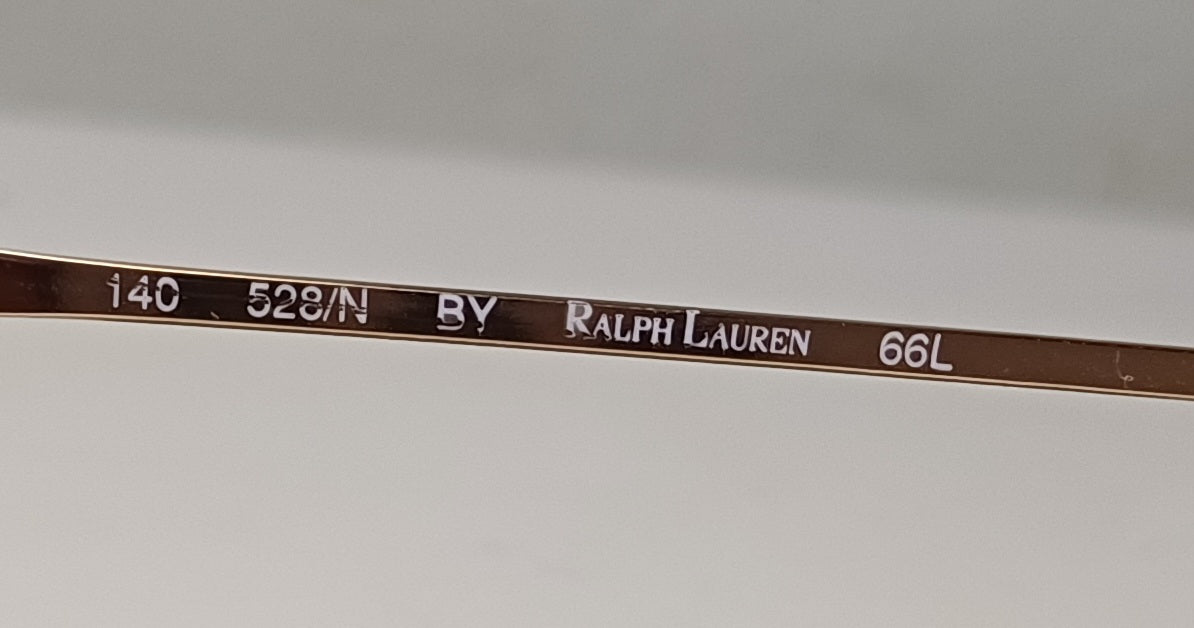 140 528/N BY RALPH LAUREN 66L